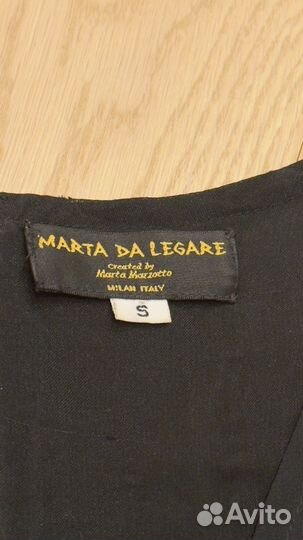 MARTA DA LEGARE
Created by
Marta Marzotto
MILAN ITALY
S
Avito